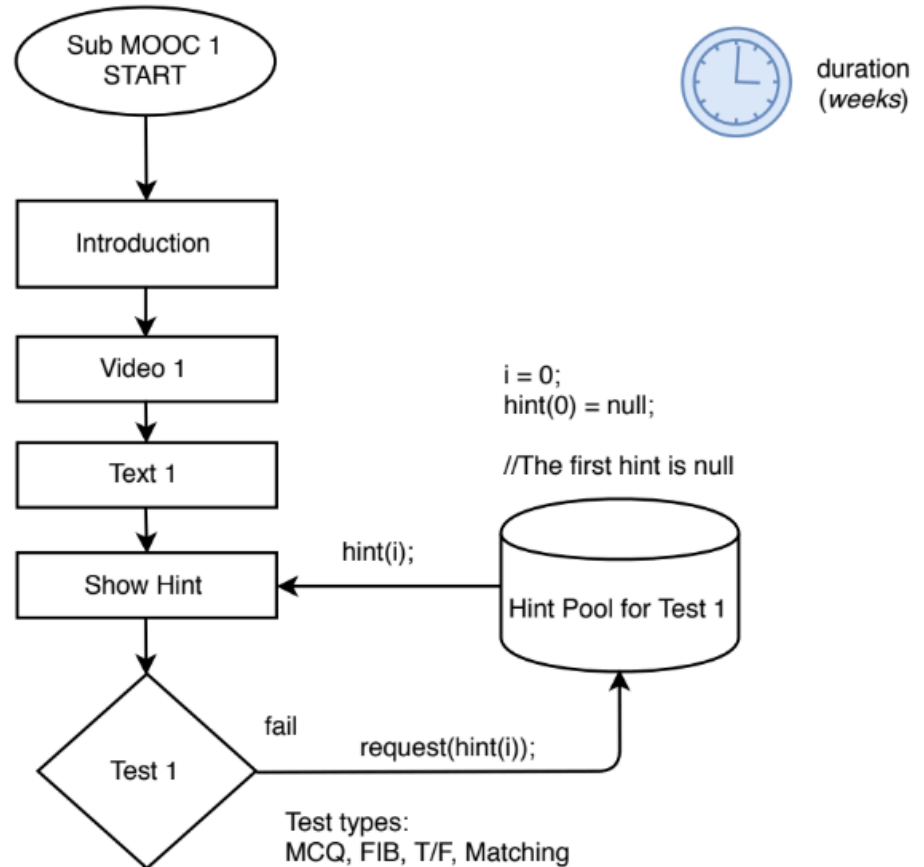 Sub MOOC 1
START
duration
(weeks)
Introduction
Video 1
i = 0;
hint(0) = null;
Text 1
//The first hint is null
hint(i);
Show Hint
Hint Pool for Test 1
fail
request(hint(i));
Test 1
Test types:
MCQ, FIB, T/F, Matching